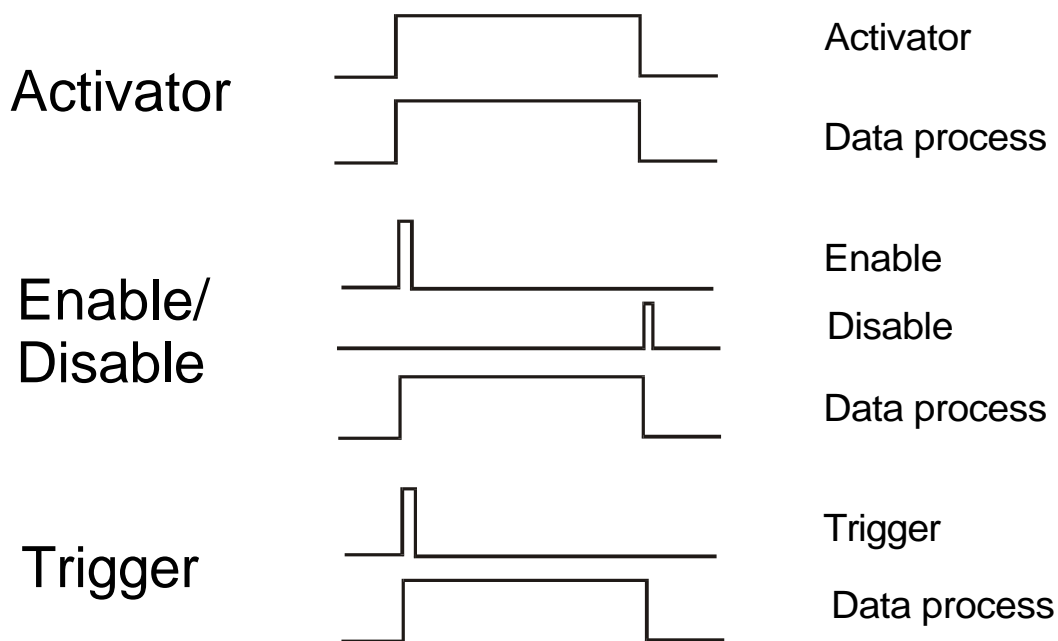 Activator
Activator
Data process
Enable/
Disable
Enable
Disable
Data process
Trigger
Trigger
Data process